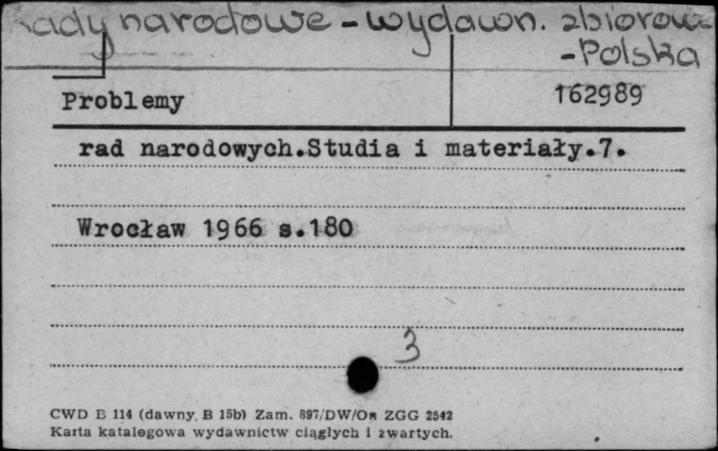 Rady narodowe - wydawn. zbiorowe
- Polska
Problemy 162989
rad narodowych.Studia i materiały.7.
Wrocław 1966 s.180
3
CWD B 114 (dawny. B 15b) Zam. 897/DW/On ZGG 2542
Karta katalogowa wydawnictw ciągłych i zwartych.